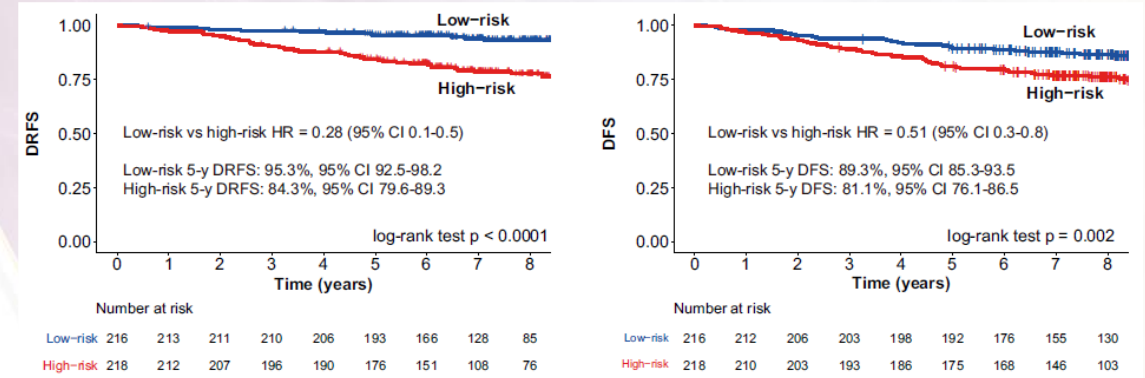 DRFS
1.00
0.75
0.50
0.25
0.00
Low-risk
High-risk
Low-risk vs high-risk HR = 0.28 (95% CI 0.1-0.5)
Low-risk 5-y DRFS: 95.3%, 95% CI 92.5-98.2
High-risk 5-y DRFS: 84.3%, 95% CI 79.6-89.3
log-rank test p < 0.0001
0 1 2 3 4 5 6 7 8
Time (years)
Number at risk
Low-risk 216 213 211 210 206 193 166 128 85
High-risk 218 212 207 196 190 176 151 108 76
DFS
1.00
0.75
0.50
0.25
0.00
Low-risk
High-risk
Low-risk vs high-risk HR = 0.51 (95% CI 0.3-0.8)
Low-risk 5-y DFS: 89.3%, 95% CI 85.3-93.5
High-risk 5-y DFS: 81.1%, 95% CI 76.1-86.5
log-rank test p = 0.002
0 1 2 3 4 5 6 7 8
Time (years)
Number at risk
Low-risk 216 212 206 203 198 192 176 155 130
High-risk 218 210 203 193 186 175 168 146 103